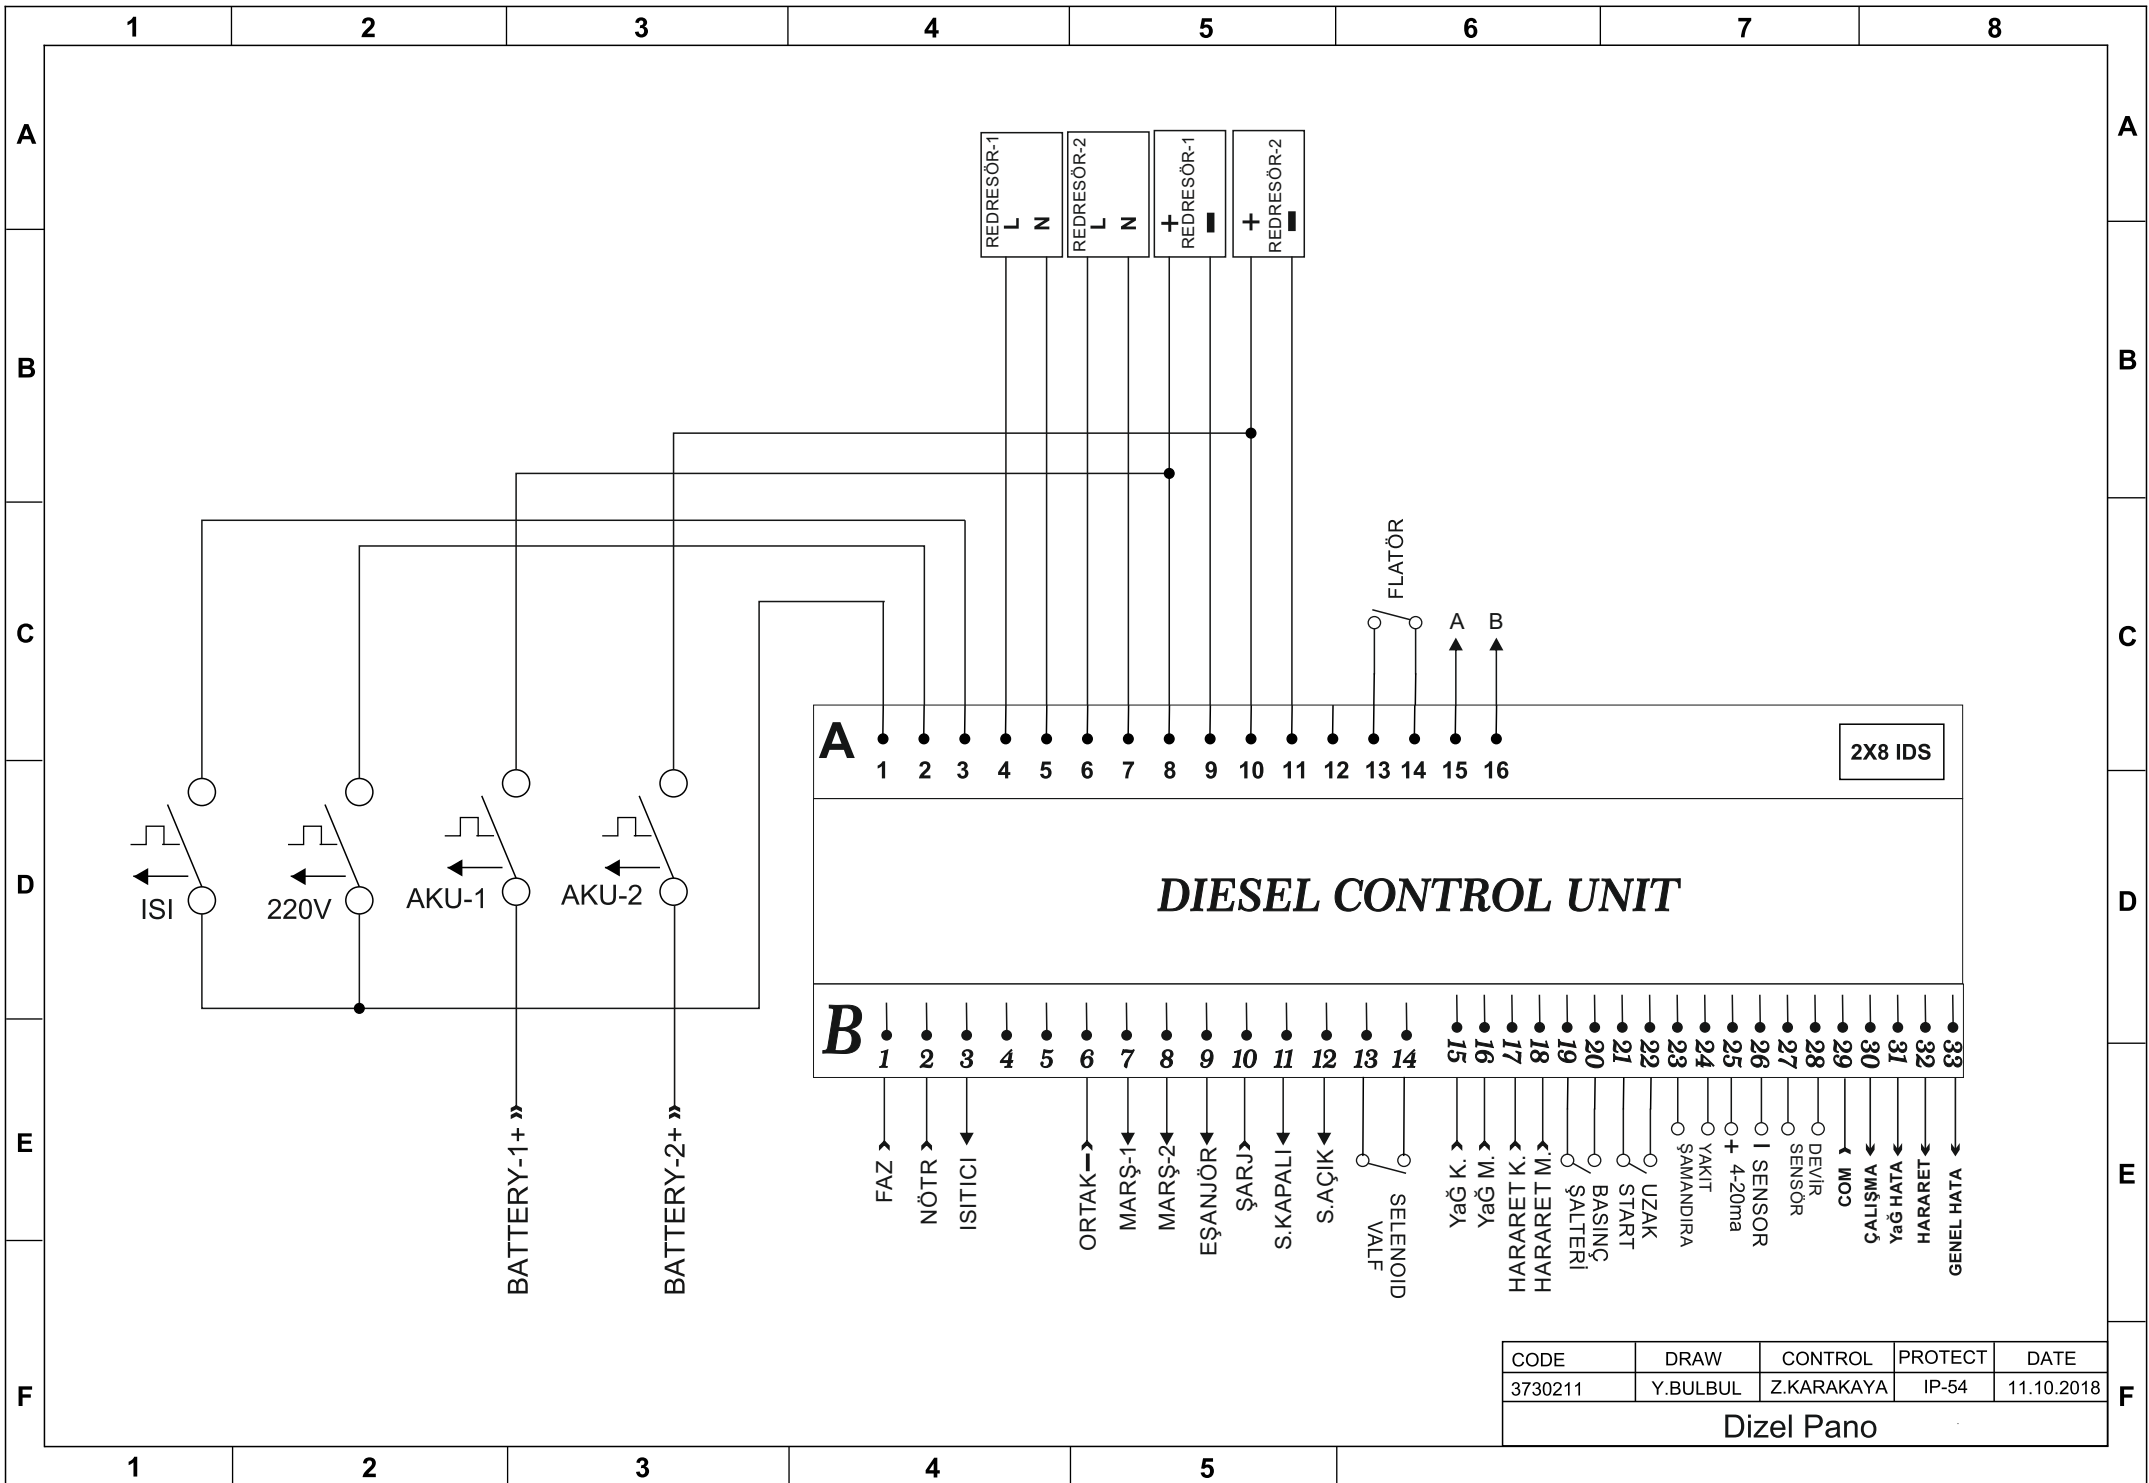 1 2 3 4 5 6 7 8
A A
REDRESÖR-1 L N
REDRESÖR-2 L N
+ REDRESÖR-1 -
+ REDRESÖR-2 -
B B
FLATÖR
A B
C C
A
1 2 3 4 5 6 7 8 9 10 11 12 13 14 15 16
2X8 IDS
ISI
220V
AKU-1
AKU-2
D D
DIESEL CONTROL UNIT
B
1 2 3 4 5 6 7 8 9 10 11 12 13 14 15 16 17 18 19 20 21 22 23 24 25 26 27 28 29 30 31 32 33
E E
BATTERY-1+
BATTERY-2+
FAZ
NÖTR
ISITICI
ORTAK
MARŞ-1
MARŞ-2
EŞANJÖR
ŞARJ
S.KAPALI
S.AÇIK
SELENOID
VALF
YaĞ K.
YaĞ M.
HARARET K.
HARARET M.
BASINÇ
ŞALTERİ
UZAK
START
YAKIT
ŞAMANDIRA
+ 4-20ma
- SENSOR
DEVİR
SENSÖR
COM
ÇALIŞMA
YaĞ HATA
HARARET
GENEL HATA
F F
CODE DRAW CONTROL PROTECT DATE
3730211 Y.BULBUL Z.KARAKAYA IP-54 11.10.2018
Dizel Pano
1 2 3 4 5